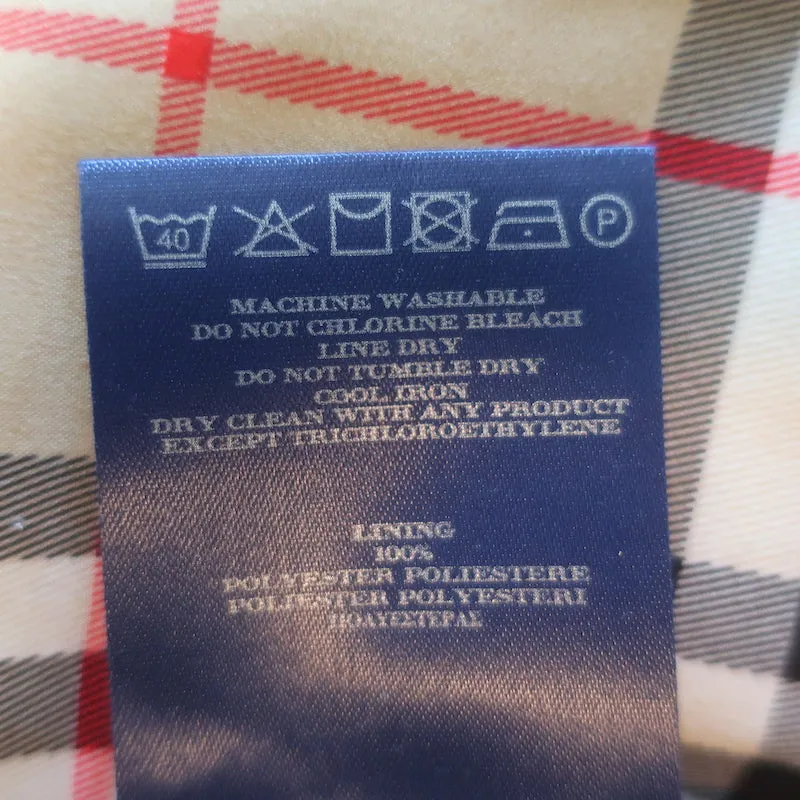 40
P
MACHINE WASHABLE
DO NOT CHLORINE BLEACH
LINE DRY
DO NOT TUMBLE DRY
COOL IRON
DRY CLEAN WITH ANY PRODUCT
EXCEPT TRICHLOROETHYLENE
LINING
100%
POLYESTER POLIESTERE
POLIESTER POLYESTERI
ΠΟΛΥΕΣΤΕΡΑΣ